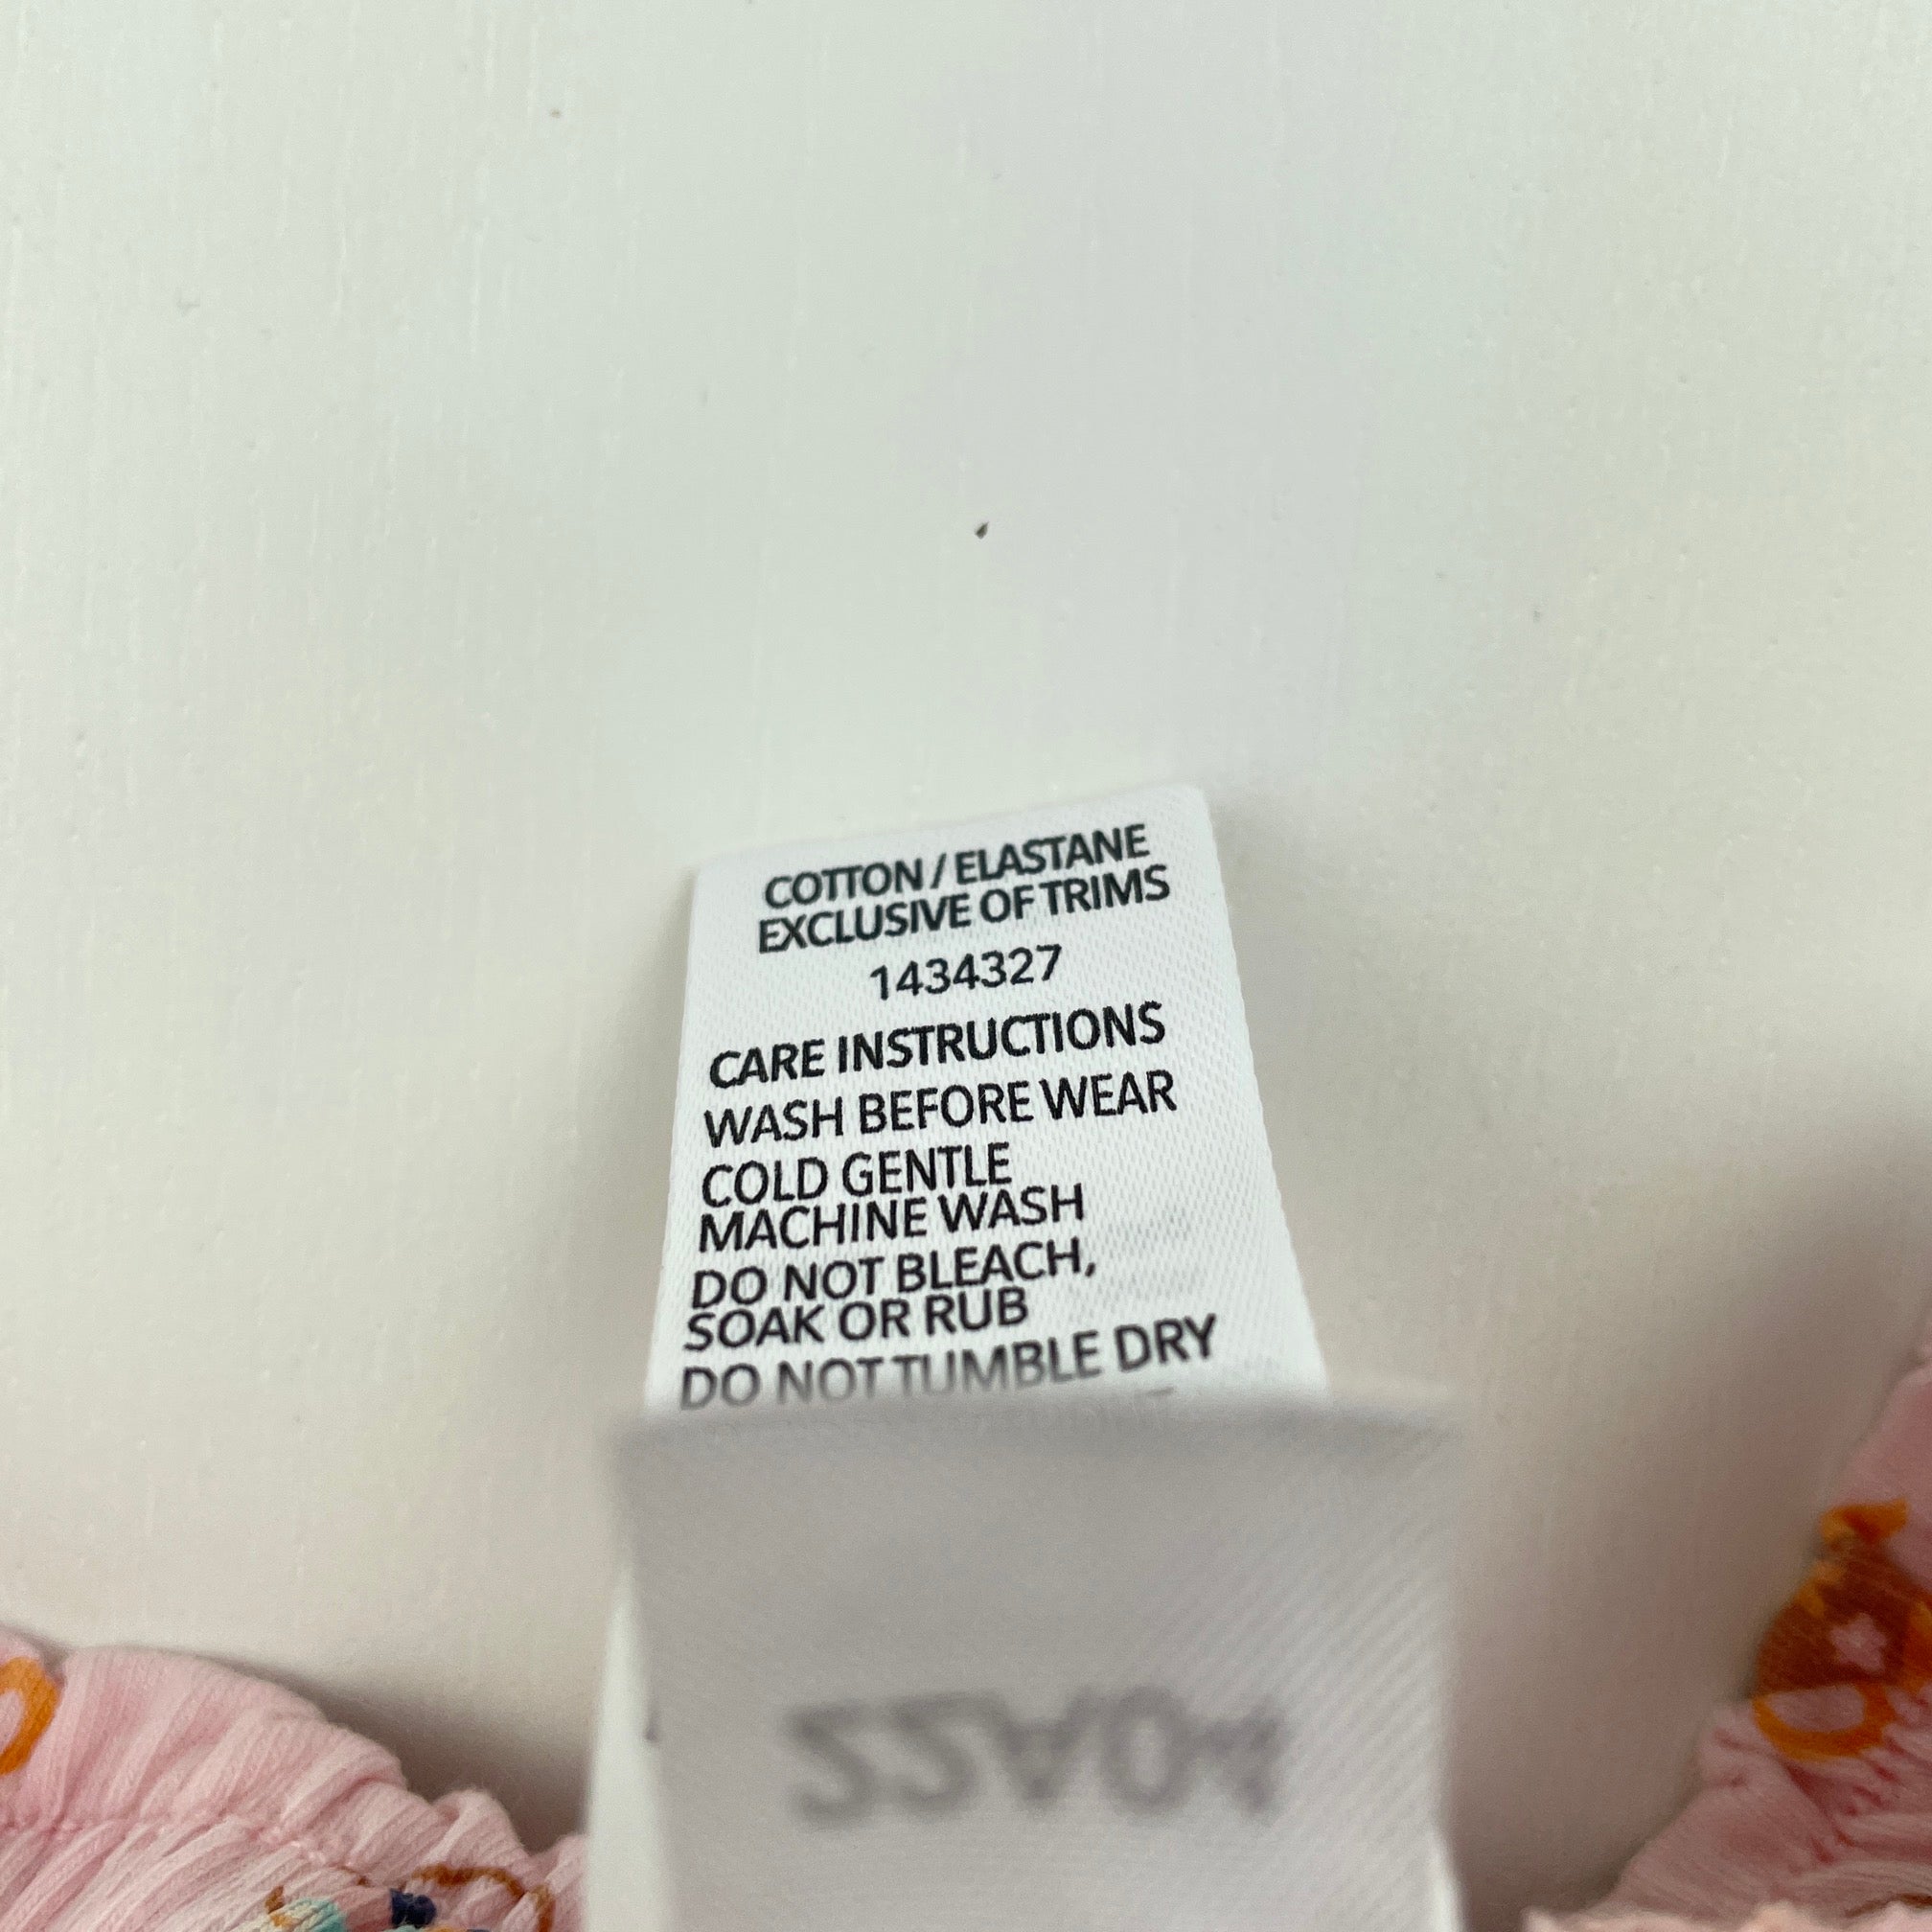 COTTON / ELASTANE
EXCLUSIVE OF TRIMS
1434327
CARE INSTRUCTIONS
WASH BEFORE WEAR
COLD GENTLE
MACHINE WASH
DO NOT BLEACH,
SOAK OR RUB
DO NOT TUMBLE DRY